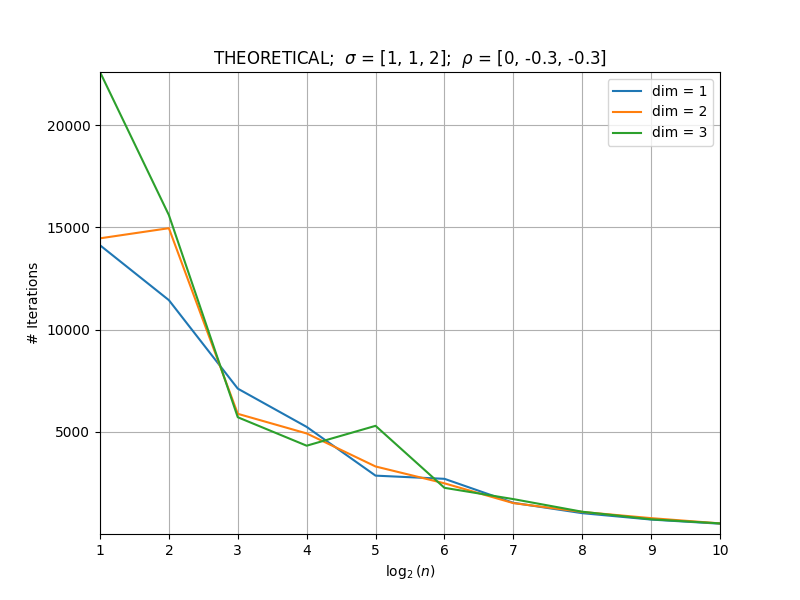 THEORETICAL;  σ = [1, 1, 2];  ρ = [0, -0.3, -0.3]
dim = 1
dim = 2
dim = 3
# Iterations
20000
15000
10000
5000
1 2 3 4 5 6 7 8 9 10
log₂(n)